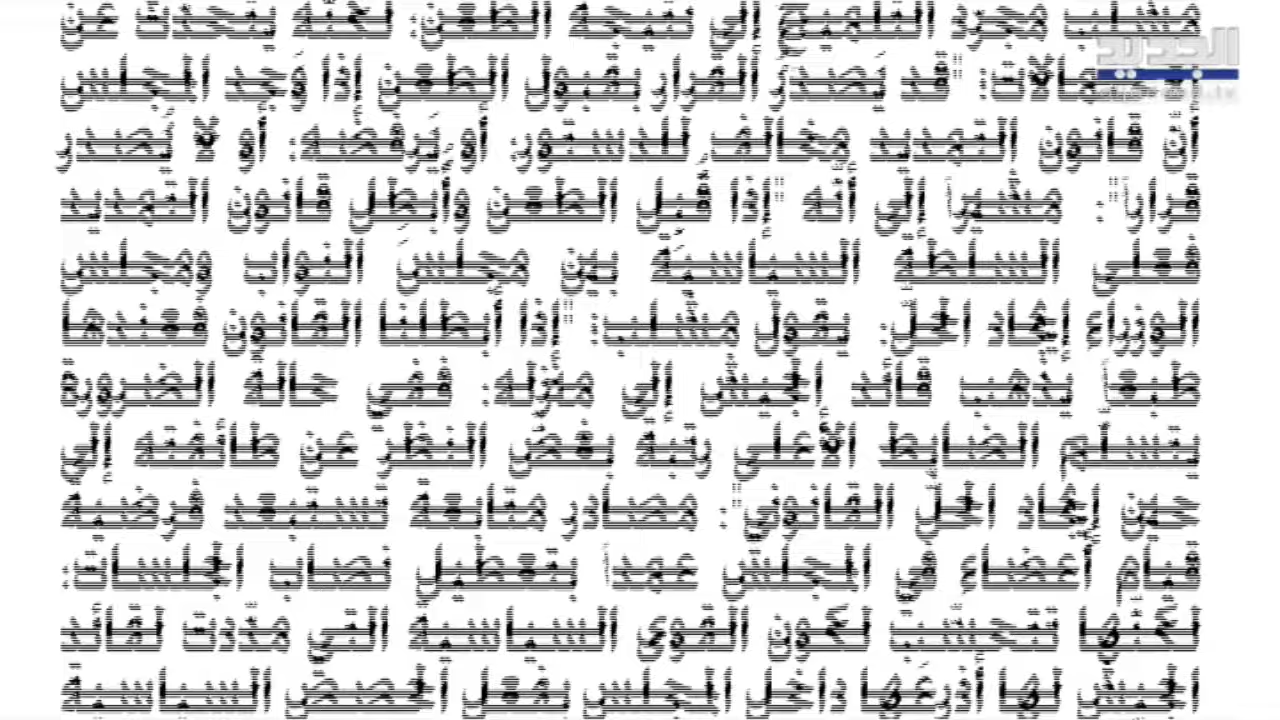 مشلب مجرد التلميح إلى نتيجة الطعن، لكنه يتحدث عن
حالات: "قد يصدر القرار بقبول الطعن إذا وجد المجلس
أن قانون التمديد مخالف للدستور، أو يرفضه، أو لا يصدر
قراراً"، مشيراً إلى أنه "إذا قبل الطعن وأبطل قانون التمديد
فعلى السلطة السياسية بين مجلس النواب ومجلس
الوزراء إيجاد الحل. يقول مشلب: "إذا أبطلنا القانون فعندها
طبعاً يذهب قائد الجيش إلى منزله، ففي حالة الضرورة
يتسلم الضابط الأعلى رتبة بغض النظر عن طائفته إلى
حين إيجاد الحل القانوني". مصادر متابعة تستبعد فرضية
قيام أعضاء في المجلس عمداً بتعطيل نصاب الجلسات،
لكنها تحتسب لكون القوى السياسية التي مددت لقائد
الجيش لها أذرعها داخل المجلس بفعل الحصص السياسية
الجديد